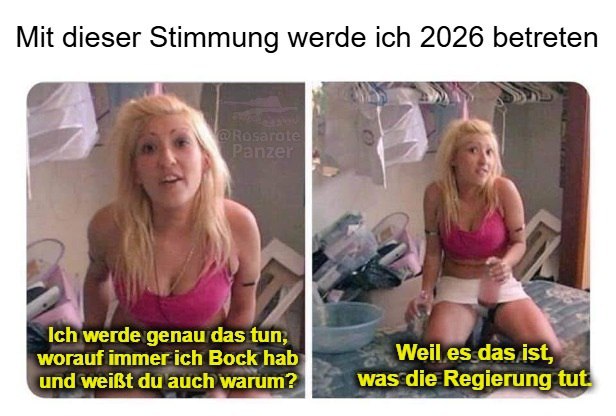 Mit dieser Stimmung werde ich 2026 betreten
@Rosarote
Panzer
Ich werde genau das tun,
worauf immer ich Bock hab
und weißt du auch warum?
Weil es das ist,
was die Regierung tut.